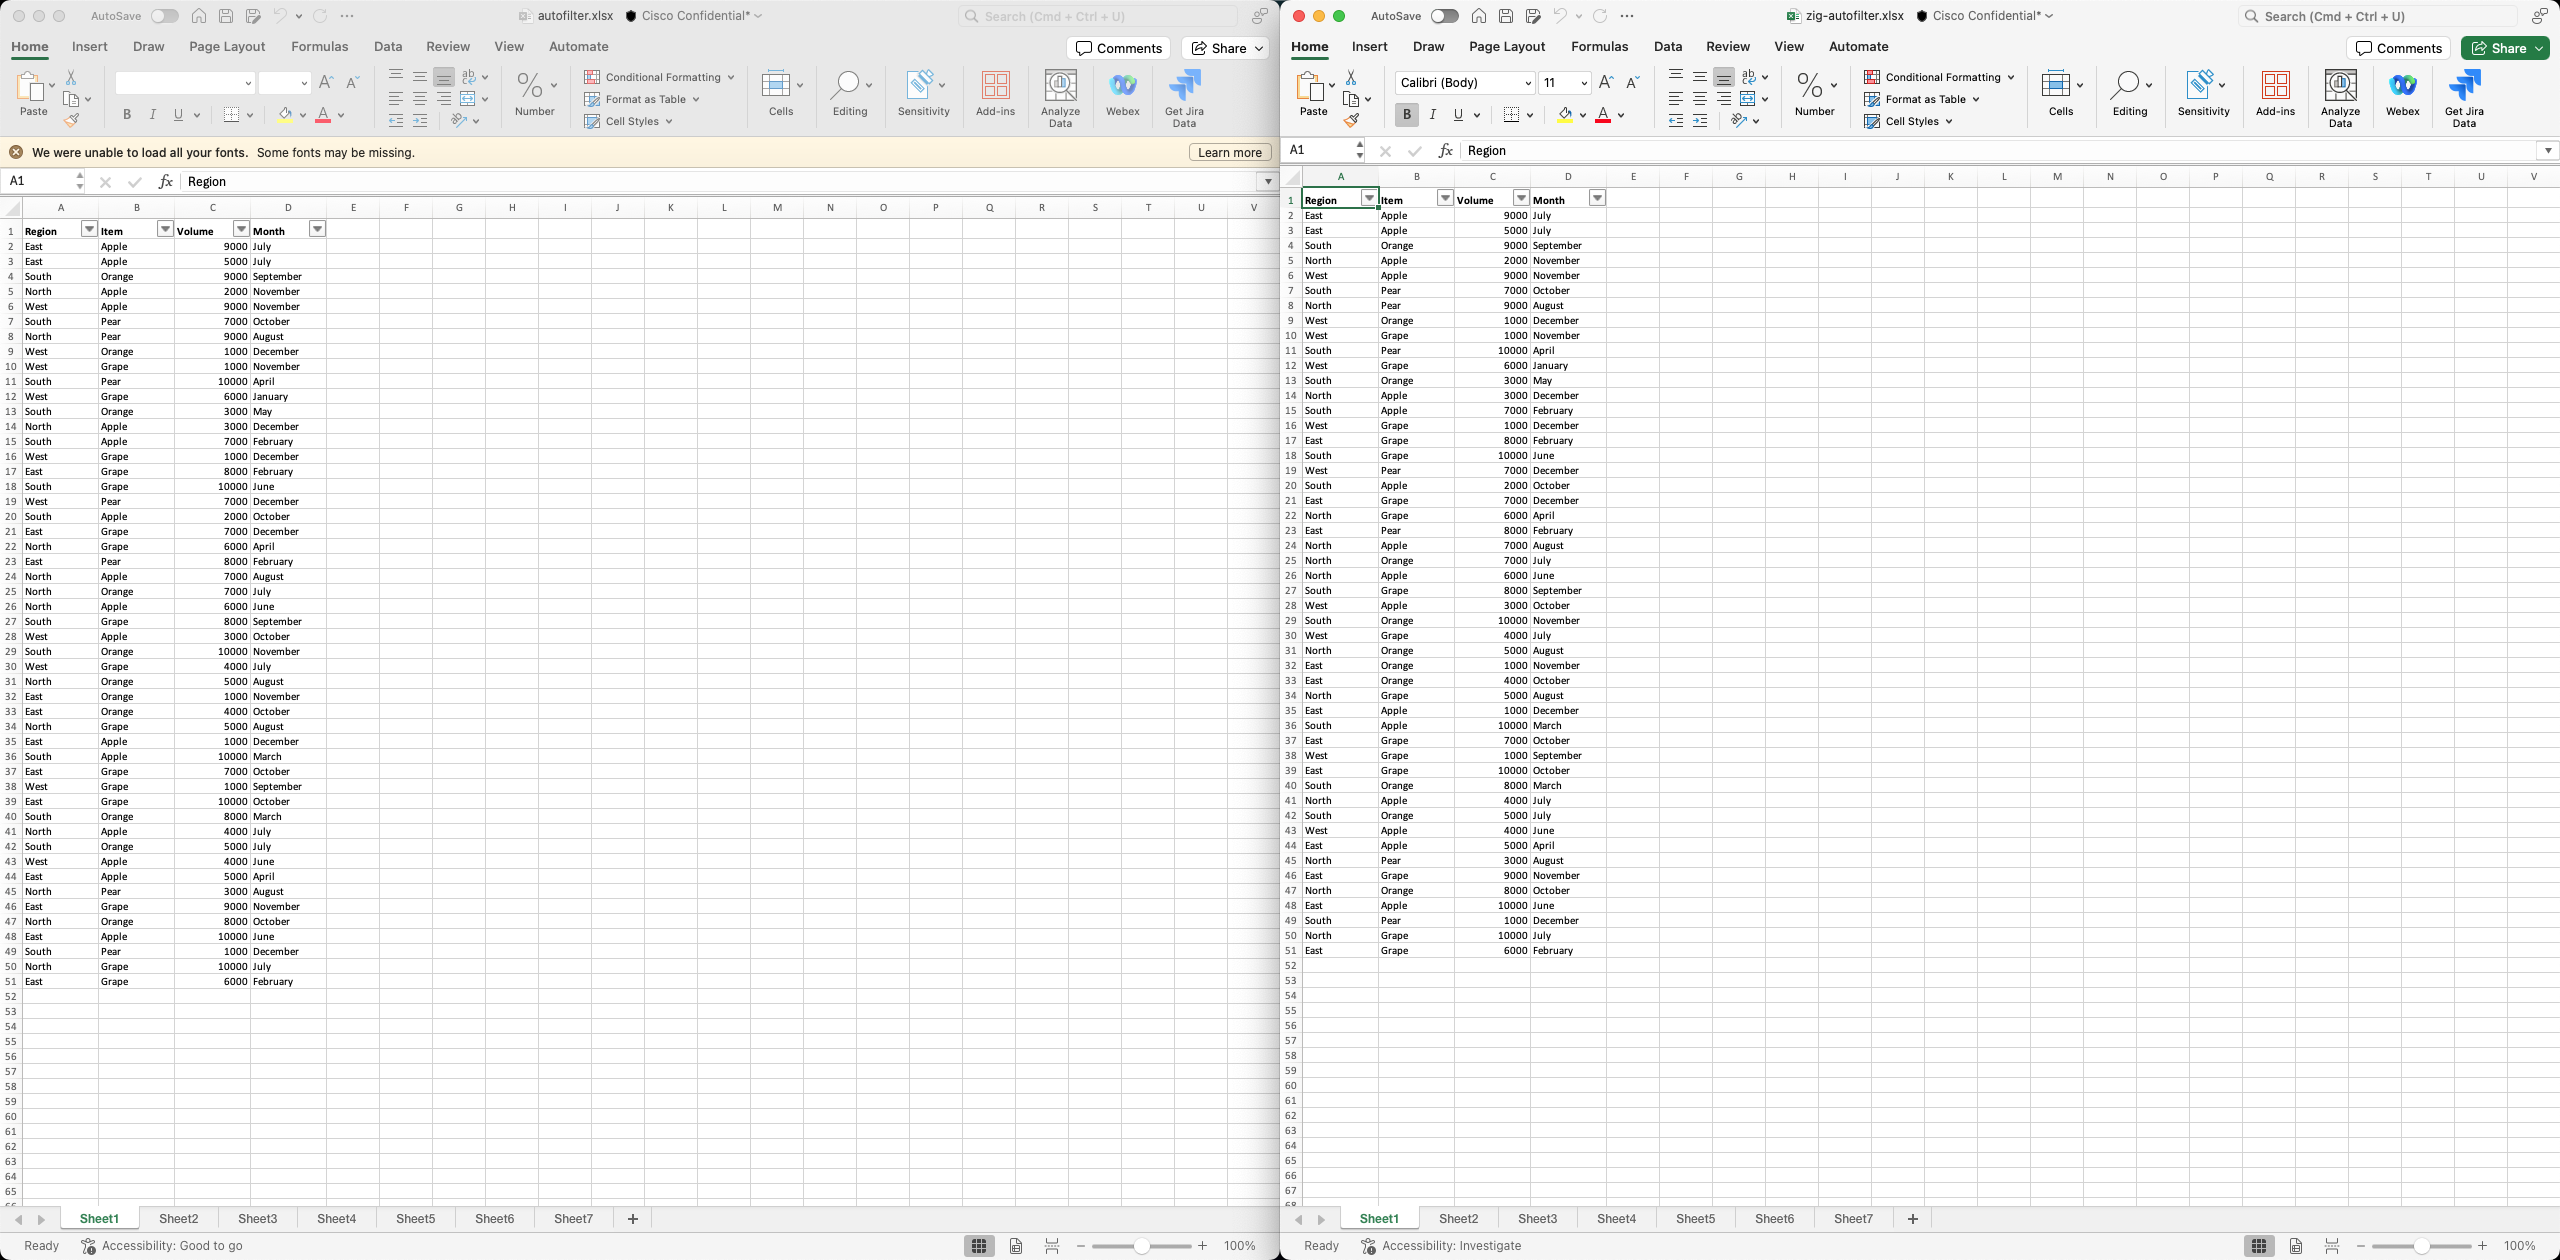 AutoSave autofilter.xlsx Cisco Confidential* Search (Cmd + Ctrl + U)
Home Insert Draw Page Layout Formulas Data Review View Automate Comments Share
Paste B I U Number Conditional Formatting Format as Table Cell Styles Cells Editing Sensitivity Add-ins Analyze Data Webex Get Jira Data
We were unable to load all your fonts. Some fonts may be missing. Learn more
A1 fx Region
A B C D E F G H I J K L M N O P Q R S T U V
1 Region Item Volume Month
2 East Apple 9000 July
3 East Apple 5000 July
4 South Orange 9000 September
5 North Apple 2000 November
6 West Apple 9000 November
7 South Pear 7000 October
8 North Pear 9000 August
9 West Orange 1000 December
10 West Grape 1000 November
11 South Pear 10000 April
12 West Grape 6000 January
13 South Orange 3000 May
14 North Apple 3000 December
15 South Apple 7000 February
16 West Grape 1000 December
17 East Grape 8000 February
18 South Grape 10000 June
19 West Pear 7000 December
20 South Apple 2000 October
21 East Grape 7000 December
22 North Grape 6000 April
23 East Pear 8000 February
24 North Apple 7000 August
25 North Orange 7000 July
26 North Apple 6000 June
27 South Grape 8000 September
28 West Apple 3000 October
29 South Orange 10000 November
30 West Grape 4000 July
31 North Orange 5000 August
32 East Orange 1000 November
33 East Orange 4000 October
34 North Grape 5000 August
35 East Apple 1000 December
36 South Apple 10000 March
37 East Grape 7000 October
38 West Grape 1000 September
39 East Grape 10000 October
40 South Orange 8000 March
41 North Apple 4000 July
42 South Orange 5000 July
43 West Apple 4000 June
44 East Apple 5000 April
45 North Pear 3000 August
46 East Grape 9000 November
47 North Orange 8000 October
48 East Apple 10000 June
49 South Pear 1000 December
50 North Grape 10000 July
51 East Grape 6000 February
52
53
54
55
56
57
58
59
60
61
62
63
64
65
Sheet1 Sheet2 Sheet3 Sheet4 Sheet5 Sheet6 Sheet7 +
Ready Accessibility: Good to go 100%
AutoSave zig-autofilter.xlsx Cisco Confidential* Search (Cmd + Ctrl + U)
Home Insert Draw Page Layout Formulas Data Review View Automate Comments Share
Paste Calibri (Body) 11 B I U Number Conditional Formatting Format as Table Cell Styles Cells Editing Sensitivity Add-ins Analyze Data Webex Get Jira Data
A1 fx Region
A B C D E F G H I J K L M N O P Q R S T U V
1 Region Item Volume Month
2 East Apple 9000 July
3 East Apple 5000 July
4 South Orange 9000 September
5 North Apple 2000 November
6 West Apple 9000 November
7 South Pear 7000 October
8 North Pear 9000 August
9 West Orange 1000 December
10 West Grape 1000 November
11 South Pear 10000 April
12 West Grape 6000 January
13 South Orange 3000 May
14 North Apple 3000 December
15 South Apple 7000 February
16 West Grape 1000 December
17 East Grape 8000 February
18 South Grape 10000 June
19 West Pear 7000 December
20 South Apple 2000 October
21 East Grape 7000 December
22 North Grape 6000 April
23 East Pear 8000 February
24 North Apple 7000 August
25 North Orange 7000 July
26 North Apple 6000 June
27 South Grape 8000 September
28 West Apple 3000 October
29 South Orange 10000 November
30 West Grape 4000 July
31 North Orange 5000 August
32 East Orange 1000 November
33 East Orange 4000 October
34 North Grape 5000 August
35 East Apple 1000 December
36 South Apple 10000 March
37 East Grape 7000 October
38 West Grape 1000 September
39 East Grape 10000 October
40 South Orange 8000 March
41 North Apple 4000 July
42 South Orange 5000 July
43 West Apple 4000 June
44 East Apple 5000 April
45 North Pear 3000 August
46 East Grape 9000 November
47 North Orange 8000 October
48 East Apple 10000 June
49 South Pear 1000 December
50 North Grape 10000 July
51 East Grape 6000 February
52
53
54
55
56
57
58
59
60
61
62
63
64
65
66
67
Sheet1 Sheet2 Sheet3 Sheet4 Sheet5 Sheet6 Sheet7 +
Ready Accessibility: Investigate 100%